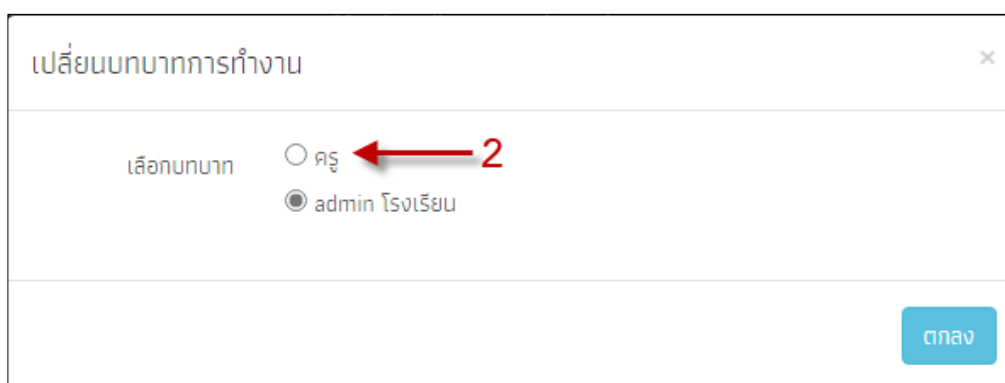 เปลี่ยนบทบาทการทำงาน ×
เลือกบทบาท ครู 2
admin โรงเรียน
ตกลง